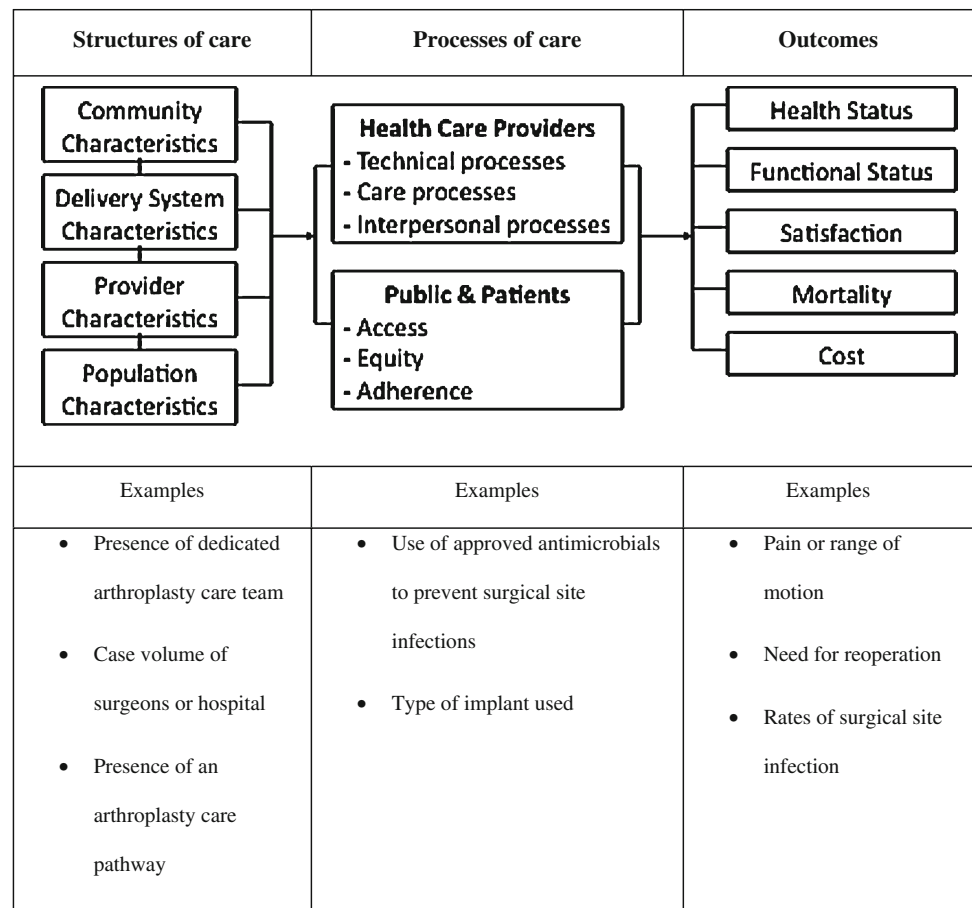 Structures of care
Processes of care
Outcomes
Community
Characteristics
Delivery System
Characteristics
Provider
Characteristics
Population
Characteristics
Health Care Providers
- Technical processes
- Care processes
- Interpersonal processes
Public & Patients
- Access
- Equity
- Adherence
Health Status
Functional Status
Satisfaction
Mortality
Cost
Examples
• Presence of dedicated
arthroplasty care team
• Case volume of
surgeons or hospital
• Presence of an
arthroplasty care
pathway
Examples
• Use of approved antimicrobials
to prevent surgical site
infections
• Type of implant used
Examples
• Pain or range of
motion
• Need for reoperation
• Rates of surgical site
infection